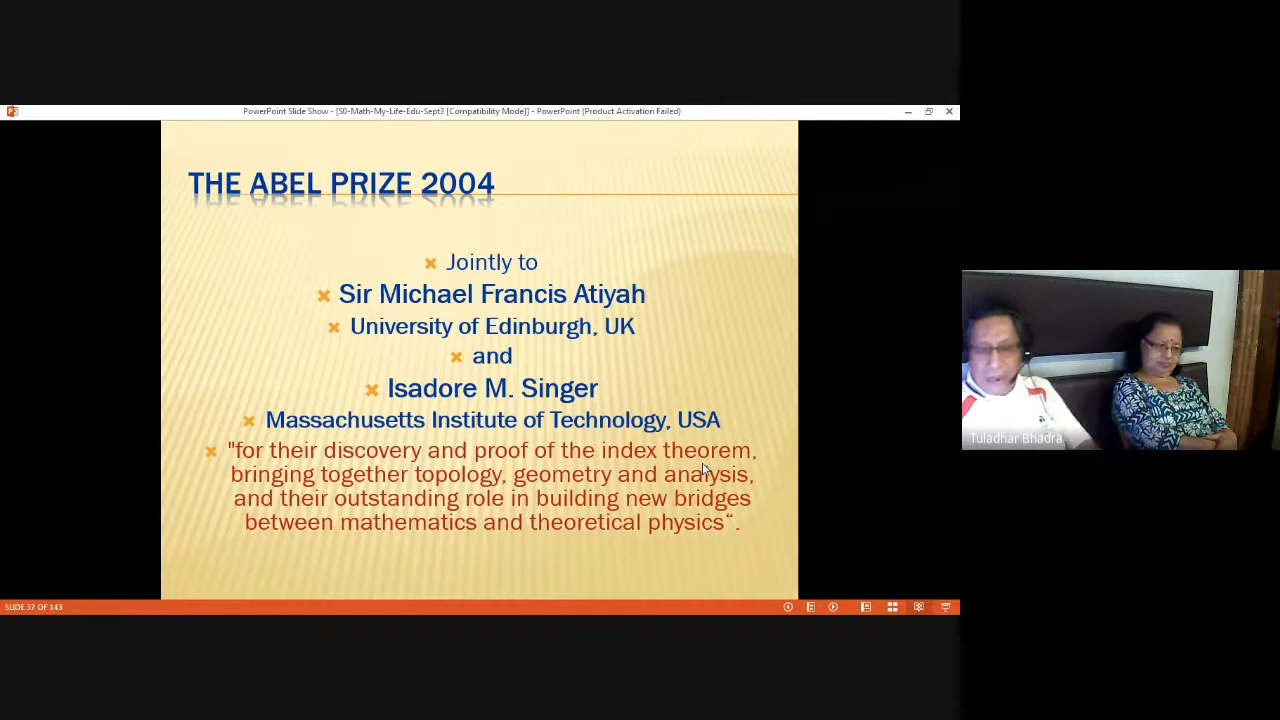 PowerPoint Slide Show - [S0-Math-My-Life-Edu-Sept3 [Compatibility Mode]] - PowerPoint (Product Activation Failed)
THE ABEL PRIZE 2004
Jointly to
Sir Michael Francis Atiyah
University of Edinburgh, UK
and
Isadore M. Singer
Massachusetts Institute of Technology, USA
"for their discovery and proof of the index theorem,
bringing together topology, geometry and analysis,
and their outstanding role in building new bridges
between mathematics and theoretical physics“.
Tuladhar Bhadra
SLIDE 37 OF 143